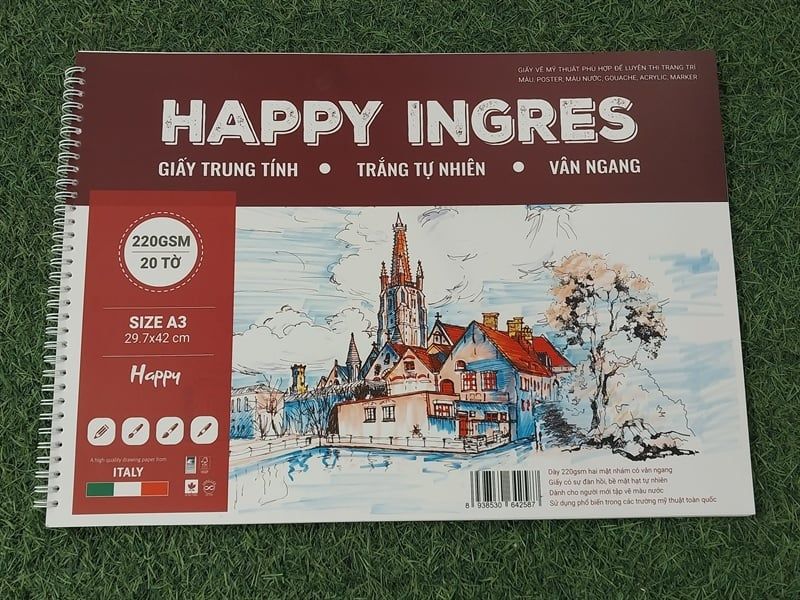 GIẤY VẼ MỸ THUẬT PHÙ HỢP ĐỂ LUYỆN THI TRANG TRÍ
MÀU, POSTER, MÀU NƯỚC, GOUACHE, ACRYLIC, MARKER
HAPPY INGRES
GIẤY TRUNG TÍNH • TRẮNG TỰ NHIÊN • VÂN NGANG
220GSM
20 TỜ
SIZE A3
29.7x42 cm
Happy
A high quality drawing paper from
ITALY
Dày 220gsm hai mặt nhám có vân ngang
Giấy có sự đàn hồi, bề mặt hạt tự nhiên
Dành cho người mới tập vẽ màu nước
Sử dụng phổ biến trong các trường mỹ thuật toàn quốc
8 938530 642587